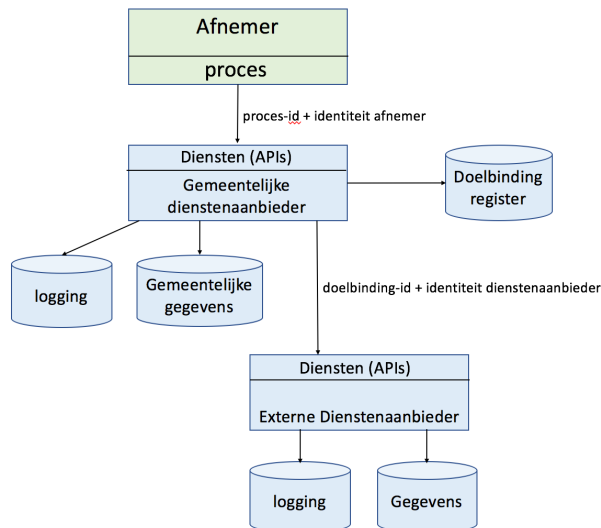 Afnemer
proces
proces-id + identiteit afnemer
Diensten (APIs)
Gemeentelijke
dienstenaanbieder
Doelbinding
register
logging
Gemeentelijke
gegevens
doelbinding-id + identiteit dienstenaanbieder
Diensten (APIs)
Externe Dienstenaanbieder
logging
Gegevens